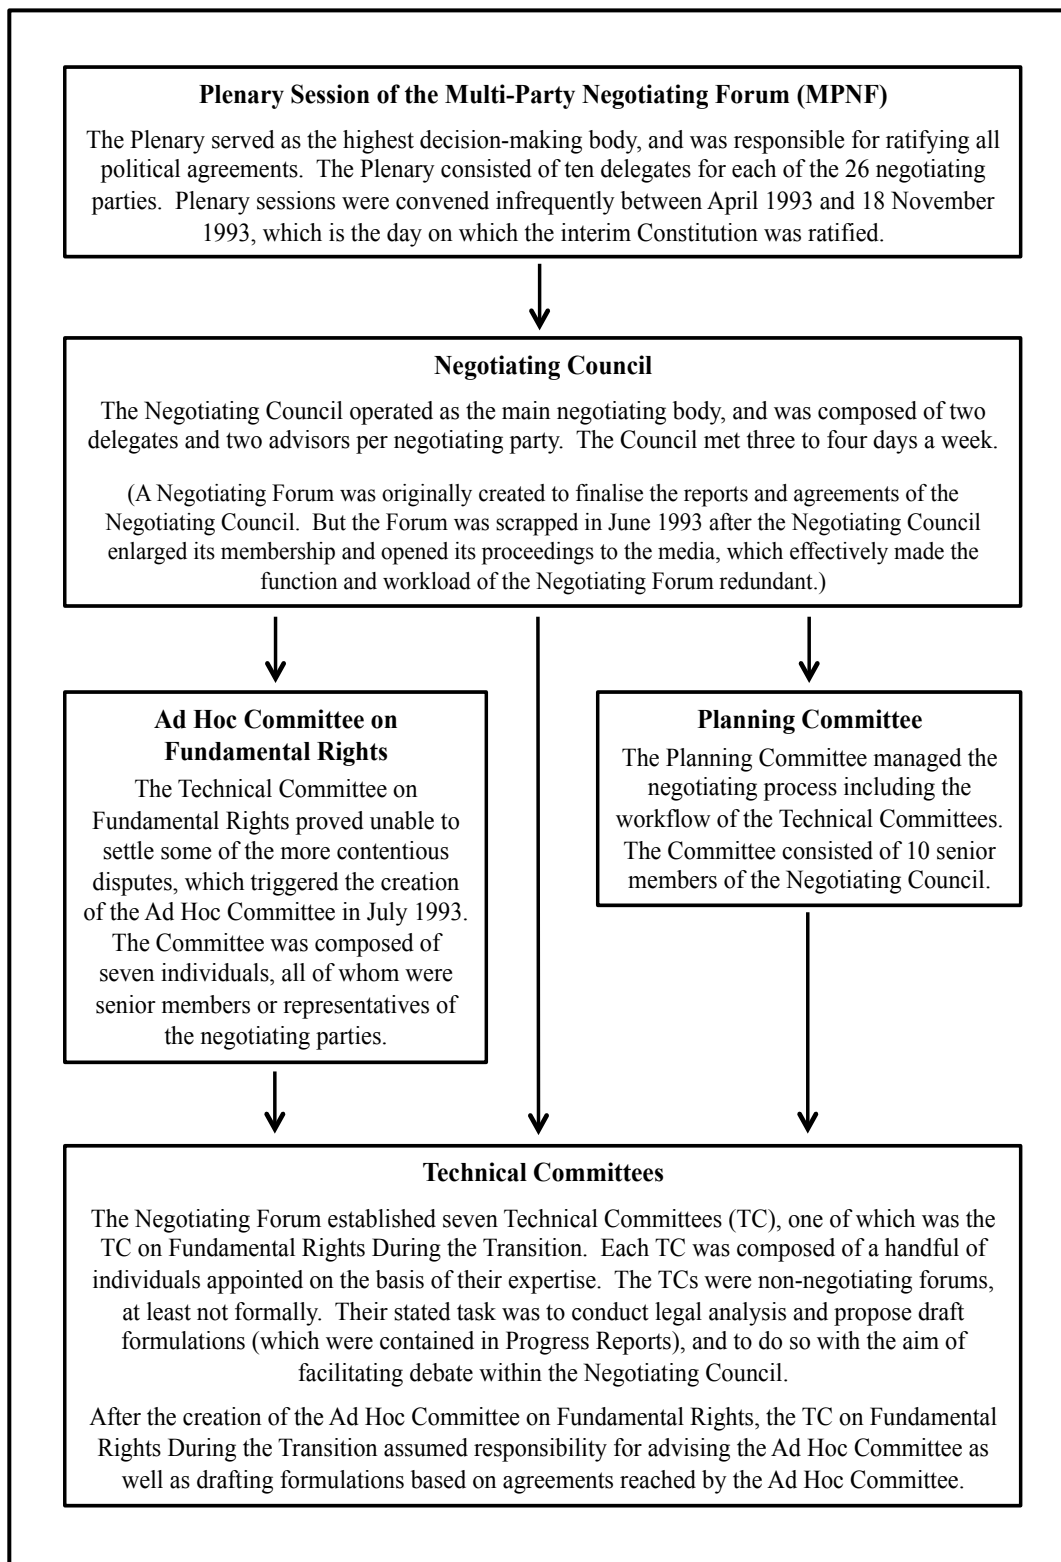 Plenary Session of the Multi-Party Negotiating Forum (MPNF)
The Plenary served as the highest decision-making body, and was responsible for ratifying all
political agreements.  The Plenary consisted of ten delegates for each of the 26 negotiating
parties.  Plenary sessions were convened infrequently between April 1993 and 18 November
1993, which is the day on which the interim Constitution was ratified.
Negotiating Council
The Negotiating Council operated as the main negotiating body, and was composed of two
delegates and two advisors per negotiating party.  The Council met three to four days a week.
(A Negotiating Forum was originally created to finalise the reports and agreements of the
Negotiating Council.  But the Forum was scrapped in June 1993 after the Negotiating Council
enlarged its membership and opened its proceedings to the media, which effectively made the
function and workload of the Negotiating Forum redundant.)
Ad Hoc Committee on
Fundamental Rights
The Technical Committee on
Fundamental Rights proved unable to
settle some of the more contentious
disputes, which triggered the creation
of the Ad Hoc Committee in July 1993.
The Committee was composed of
seven individuals, all of whom were
senior members or representatives of
the negotiating parties.
Planning Committee
The Planning Committee managed the
negotiating process including the
workflow of the Technical Committees.
The Committee consisted of 10 senior
members of the Negotiating Council.
Technical Committees
The Negotiating Forum established seven Technical Committees (TC), one of which was the
TC on Fundamental Rights During the Transition.  Each TC was composed of a handful of
individuals appointed on the basis of their expertise.  The TCs were non-negotiating forums,
at least not formally.  Their stated task was to conduct legal analysis and propose draft
formulations (which were contained in Progress Reports), and to do so with the aim of
facilitating debate within the Negotiating Council.
After the creation of the Ad Hoc Committee on Fundamental Rights, the TC on Fundamental
Rights During the Transition assumed responsibility for advising the Ad Hoc Committee as
well as drafting formulations based on agreements reached by the Ad Hoc Committee.